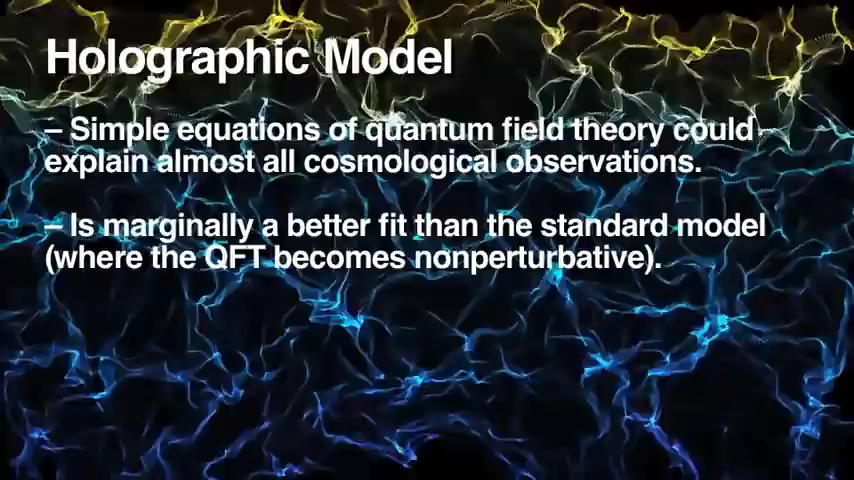 Holographic Model
– Simple equations of quantum field theory could
explain almost all cosmological observations.
– Is marginally a better fit than the standard model
(where the QFT becomes nonperturbative).